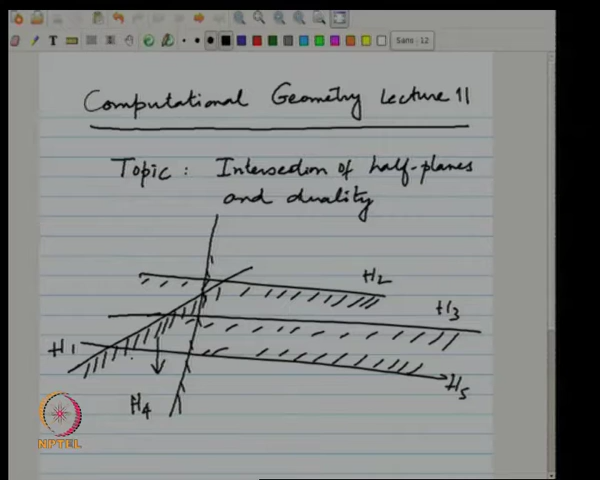 Sans - 12
Computational Geometry Lecture 11
Topic : Intersection of half-planes
and duality
H2
H3
H1
H5
H4
NPTEL